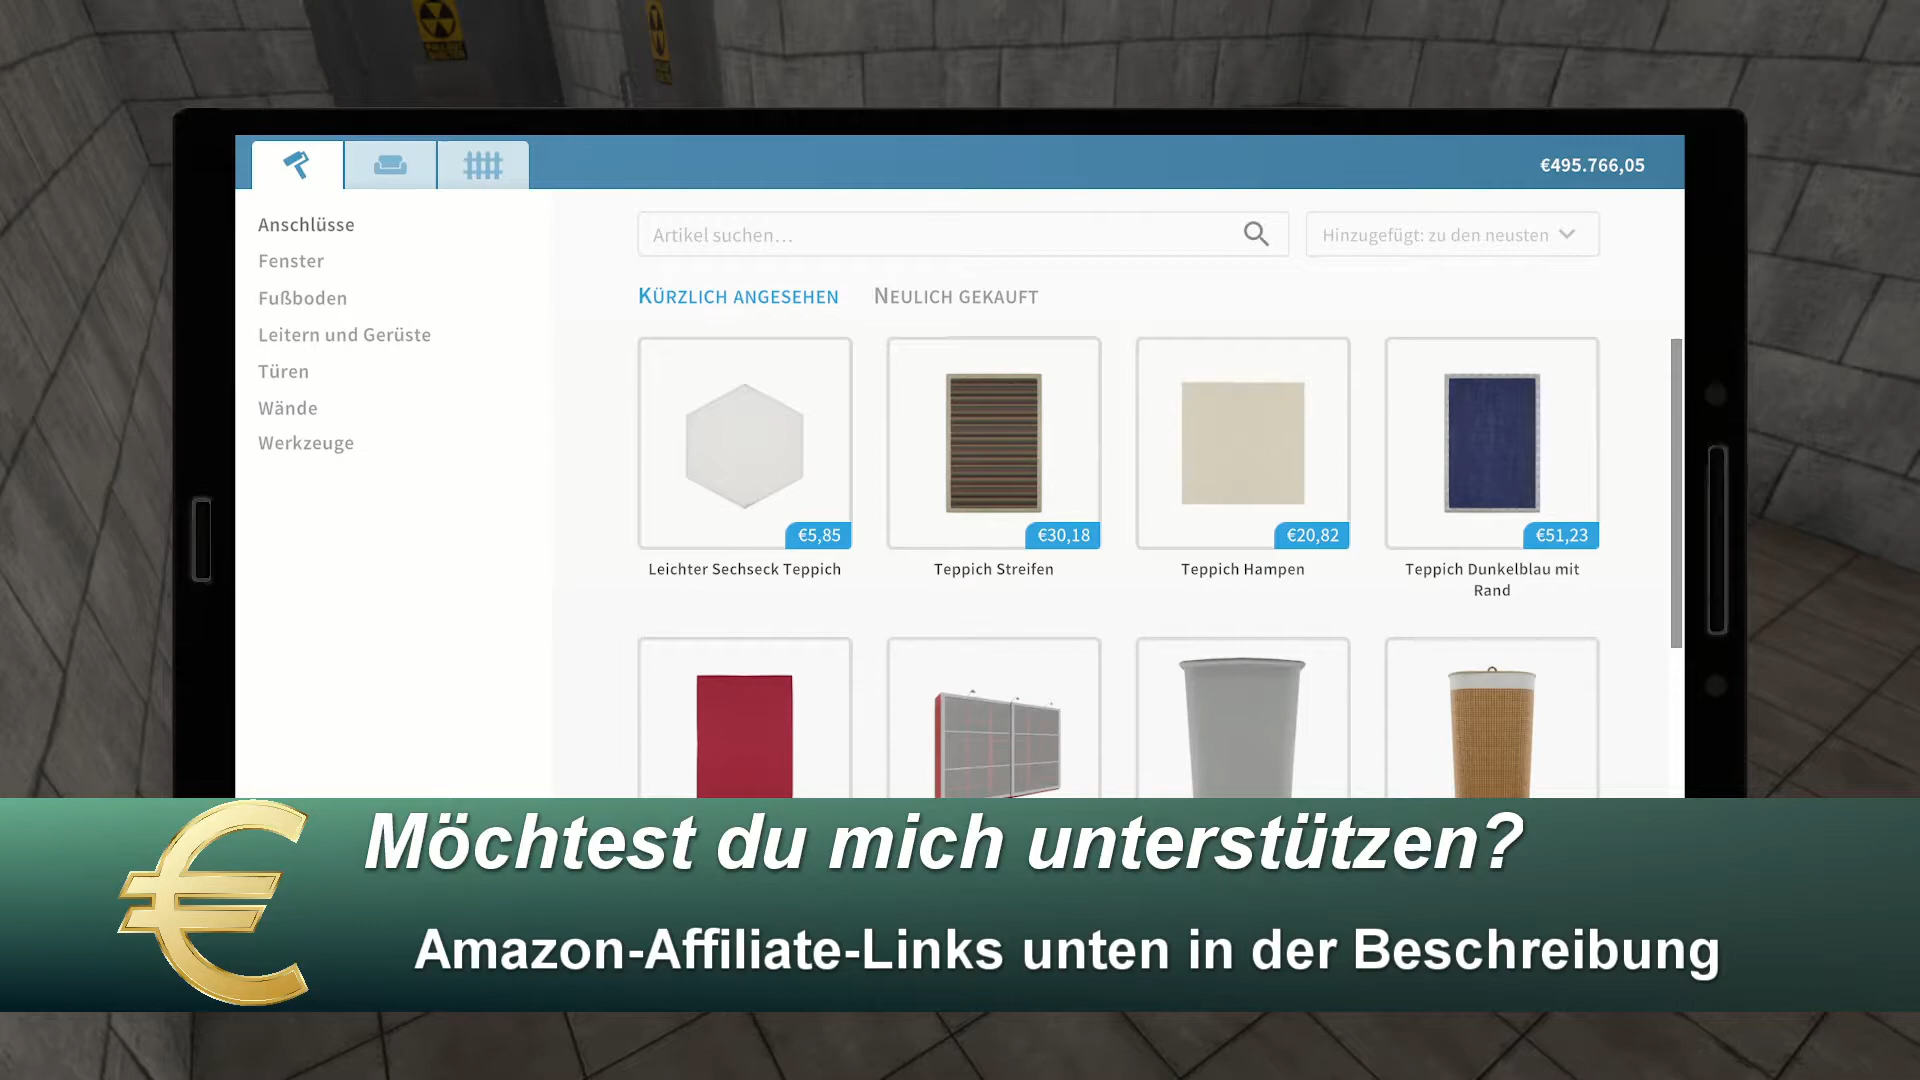 FALLOUT
SHELTER
€495.766,05
Anschlüsse
Fenster
Fußboden
Leitern und Gerüste
Türen
Wände
Werkzeuge
Artikel suchen...
Hinzugefügt: zu den neusten
KÜRZLICH ANGESEHEN
NEULICH GEKAUFT
€5,85
€30,18
€20,82
€51,23
Leichter Sechseck Teppich
Teppich Streifen
Teppich Hampen
Teppich Dunkelblau mit
Rand
Möchtest du mich unterstützen?
Amazon-Affiliate-Links unten in der Beschreibung